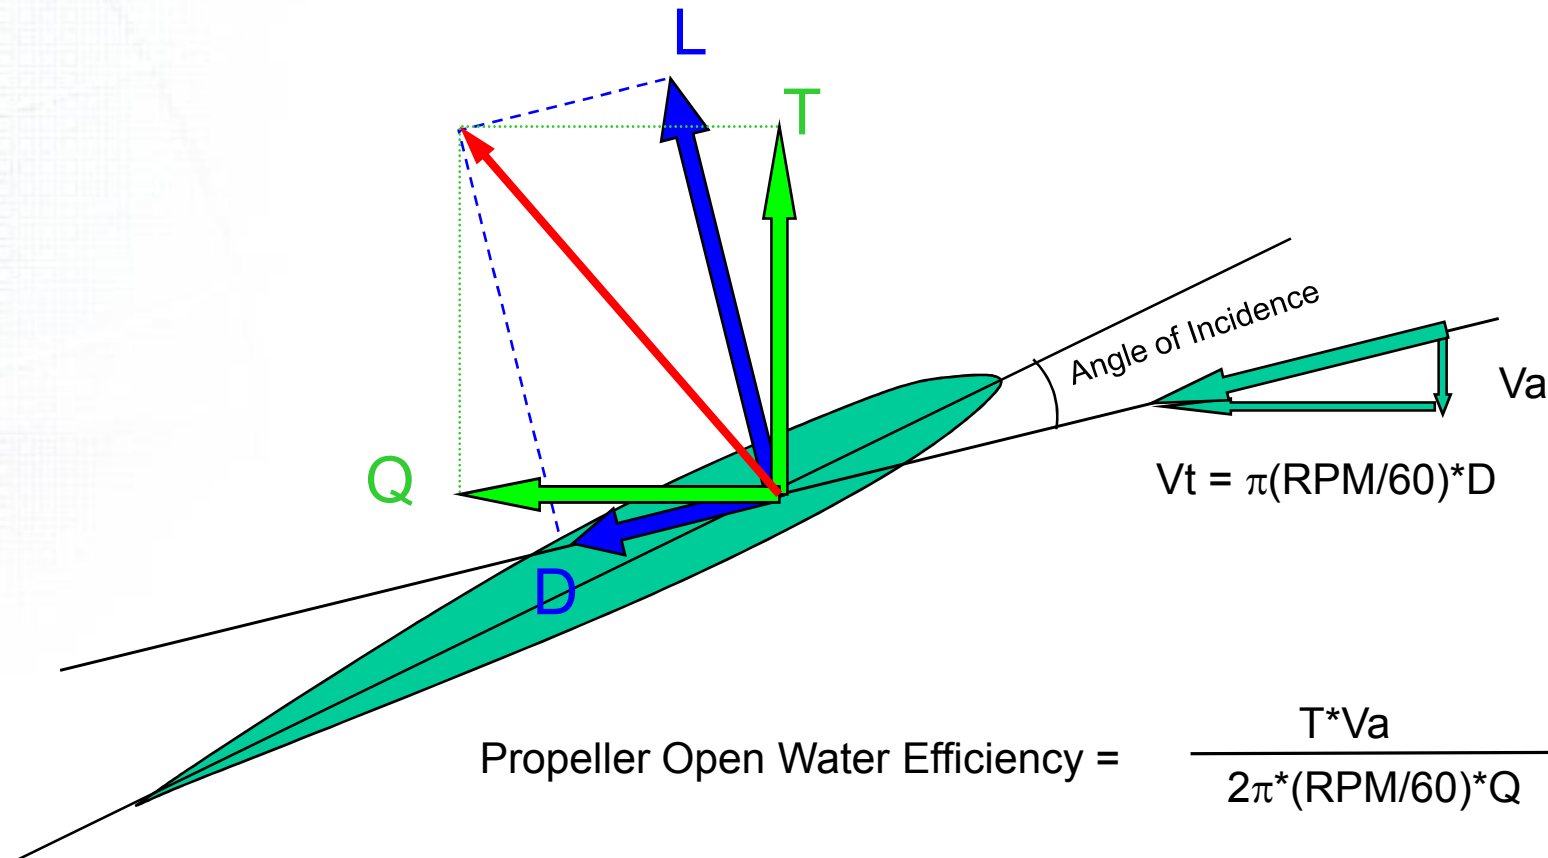 L
T
Angle of Incidence
Va
Q
Vt = π(RPM/60)*D
D
T*Va
Propeller Open Water Efficiency =
2π*(RPM/60)*Q